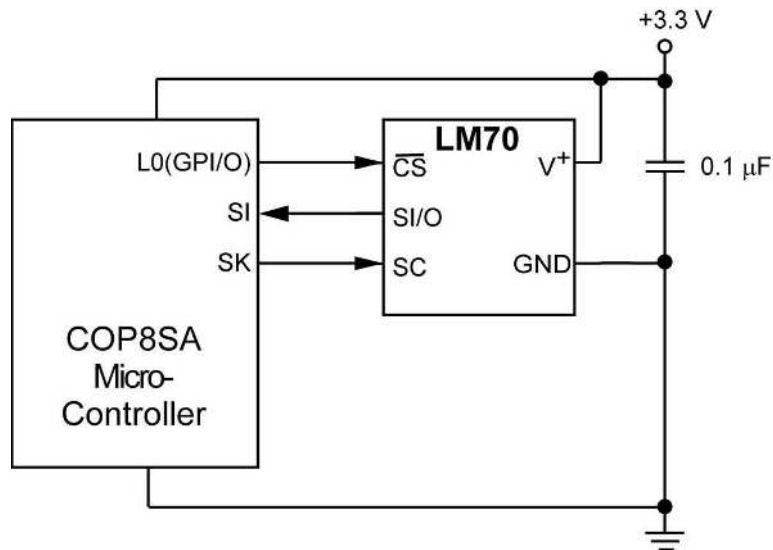 +3.3 V
LM70
L0(GPI/O)
CS
V+
0.1 μF
SI
SI/O
SK
SC
GND
COP8SA
Micro-
Controller